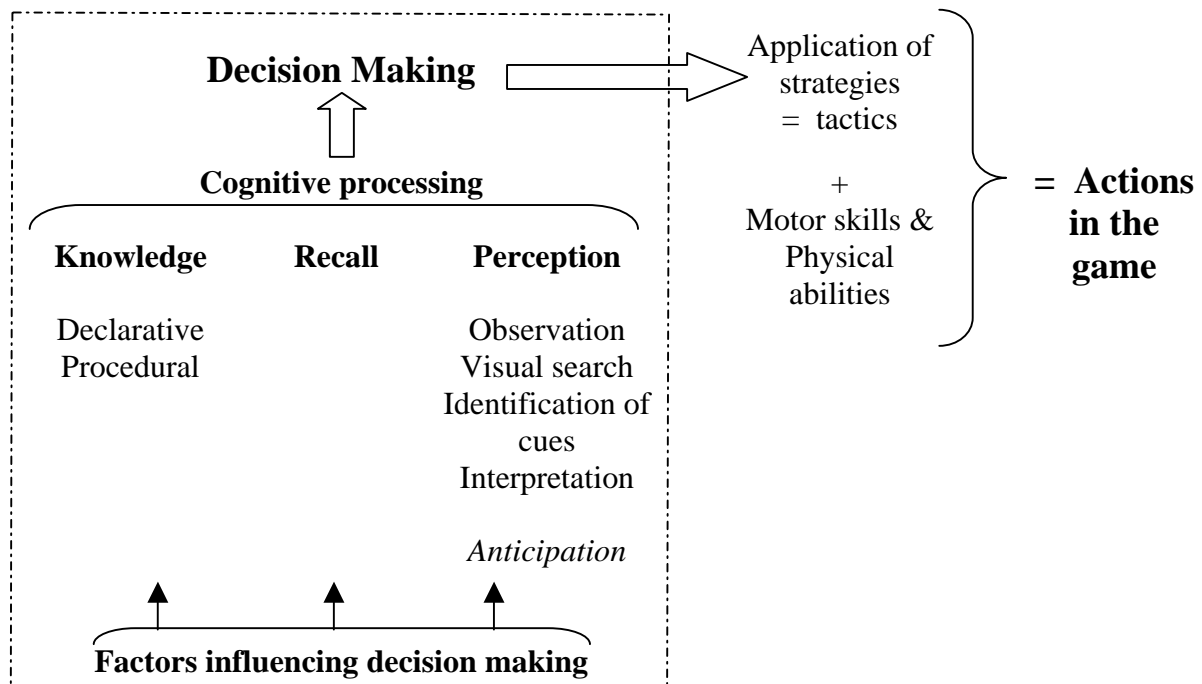 Decision Making
Cognitive processing
Knowledge
Declarative
Procedural
Recall
Perception
Observation
Visual search
Identification of
cues
Interpretation
Anticipation
Factors influencing decision making
Application of
strategies
= tactics
+
Motor skills &
Physical
abilities
= Actions
in the
game